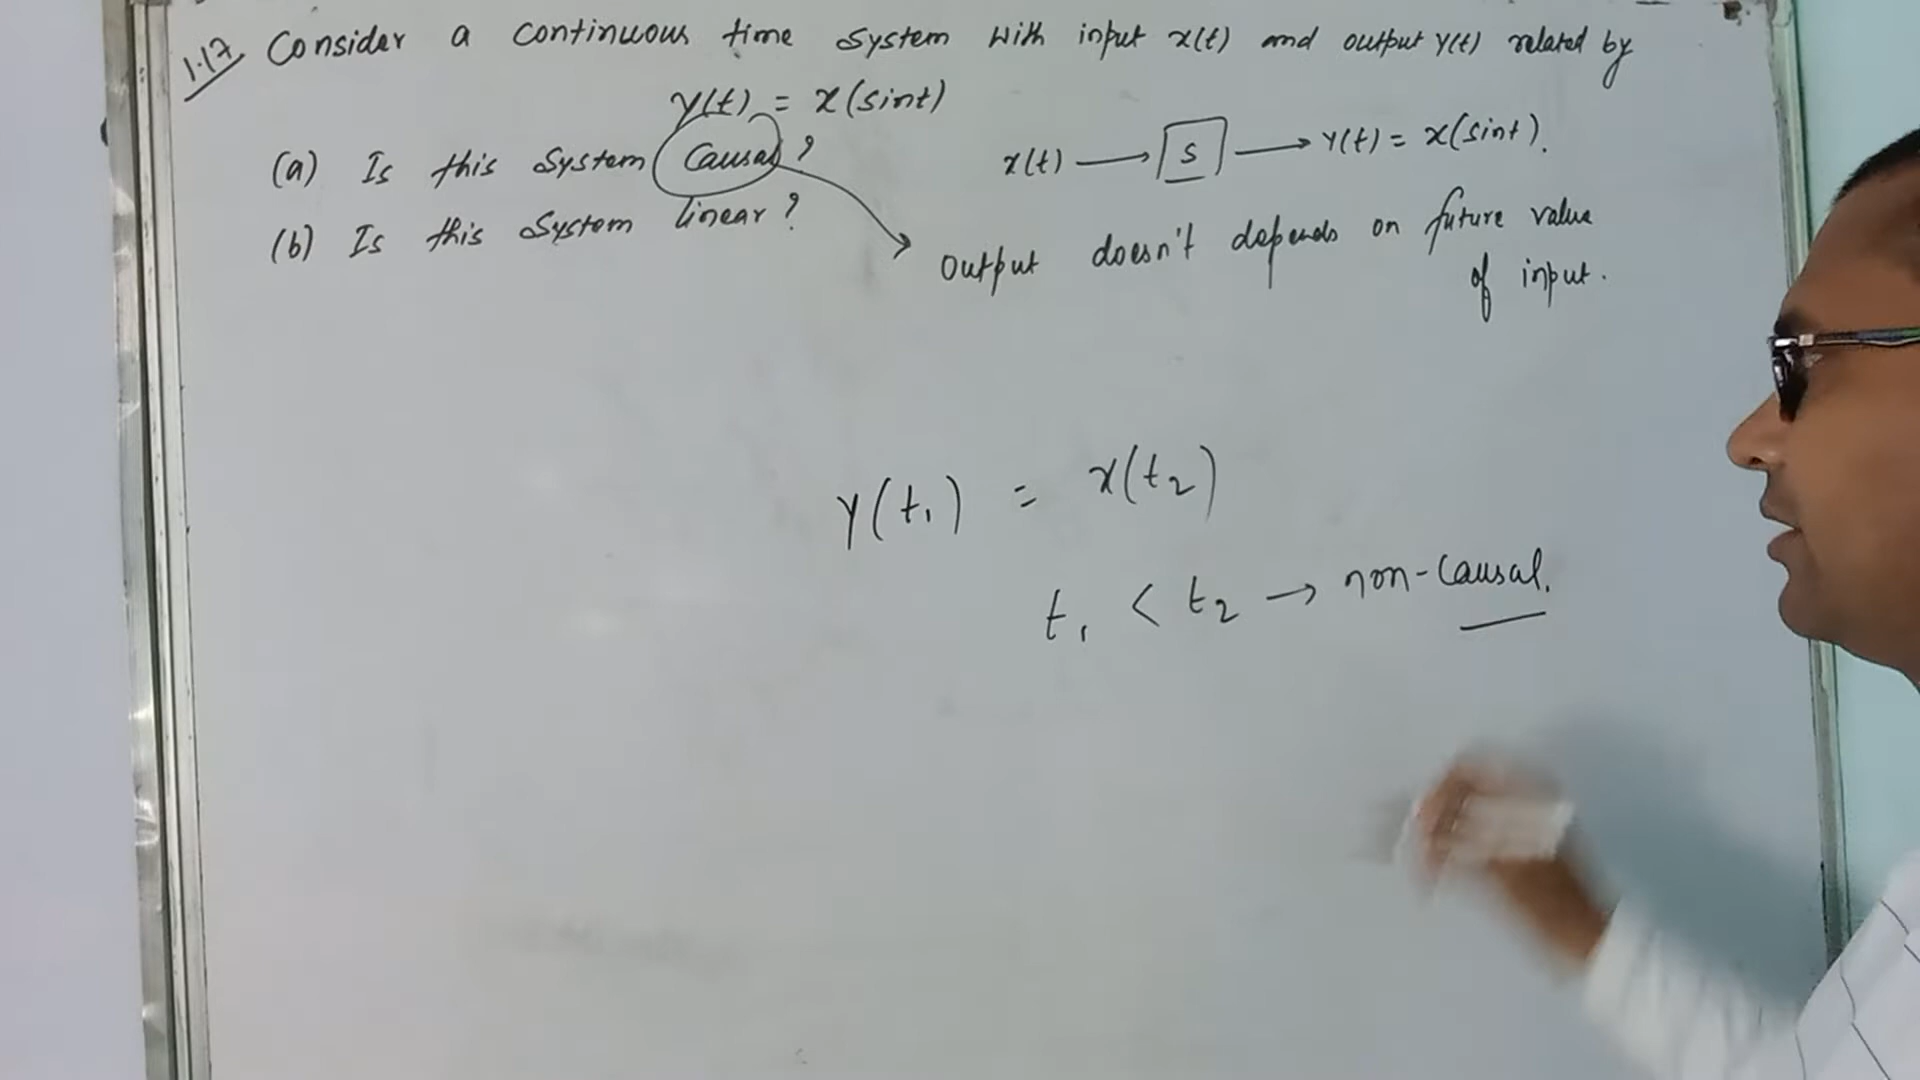 1.17 Consider a continuous time system with input x(t) and output y(t) related by
y(t) = x(sint)
(a) Is this system Causal?
x(t) → S → y(t) = x(sint).
(b) Is this system linear?
output doesn't depends on future value
of input.
y(t₁) = x(t₂)
t₁ < t₂ → non-causal.